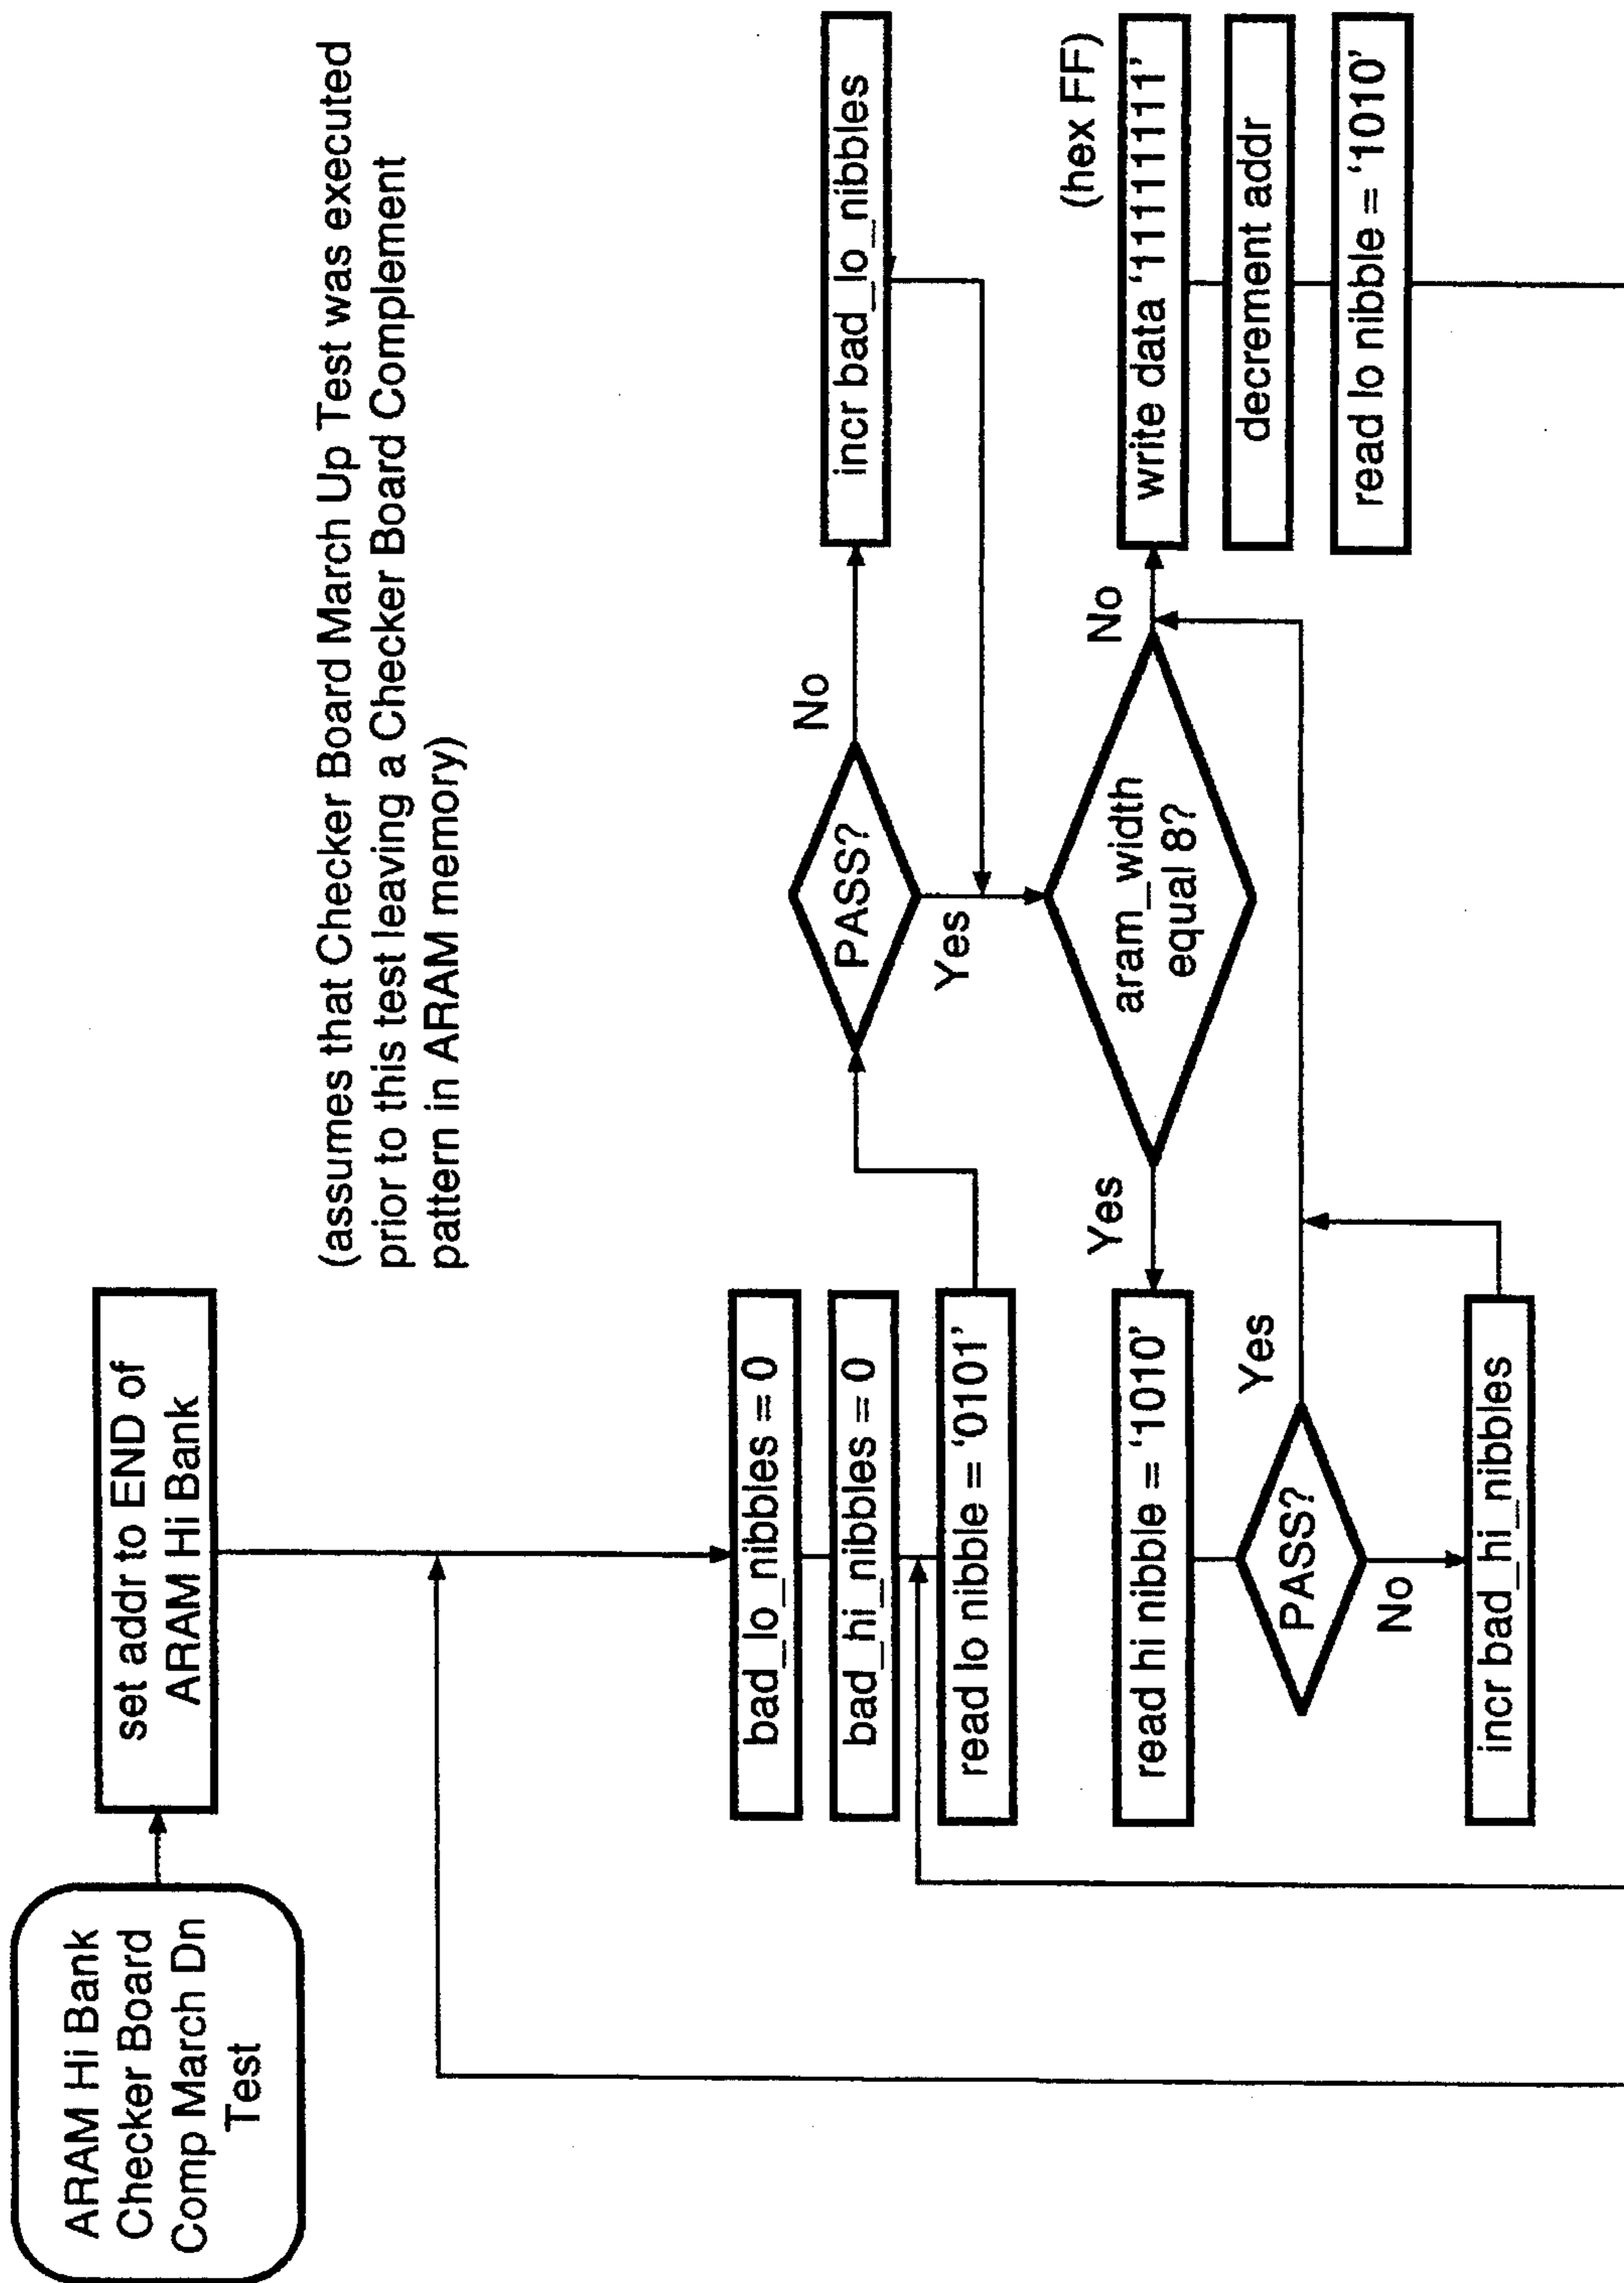 ARAM Hi Bank
Checker Board
Comp March Dn
Test
set addr to END of
ARAM Hi Bank
(assumes that Checker Board March Up Test was executed
prior to this test leaving a Checker Board Complement
pattern in ARAM memory)
bad_lo_nibbles = 0
bad_hi_nibbles = 0
read lo nibble = '0101'
PASS?
No
incr bad_lo_nibbles
Yes
aram_width
equal 8?
Yes
No
read hi nibble = '1010'
PASS?
Yes
No
incr bad_hi_nibbles
(hex FF)
write data '11111111'
decrement addr
read lo nibble = '1010'